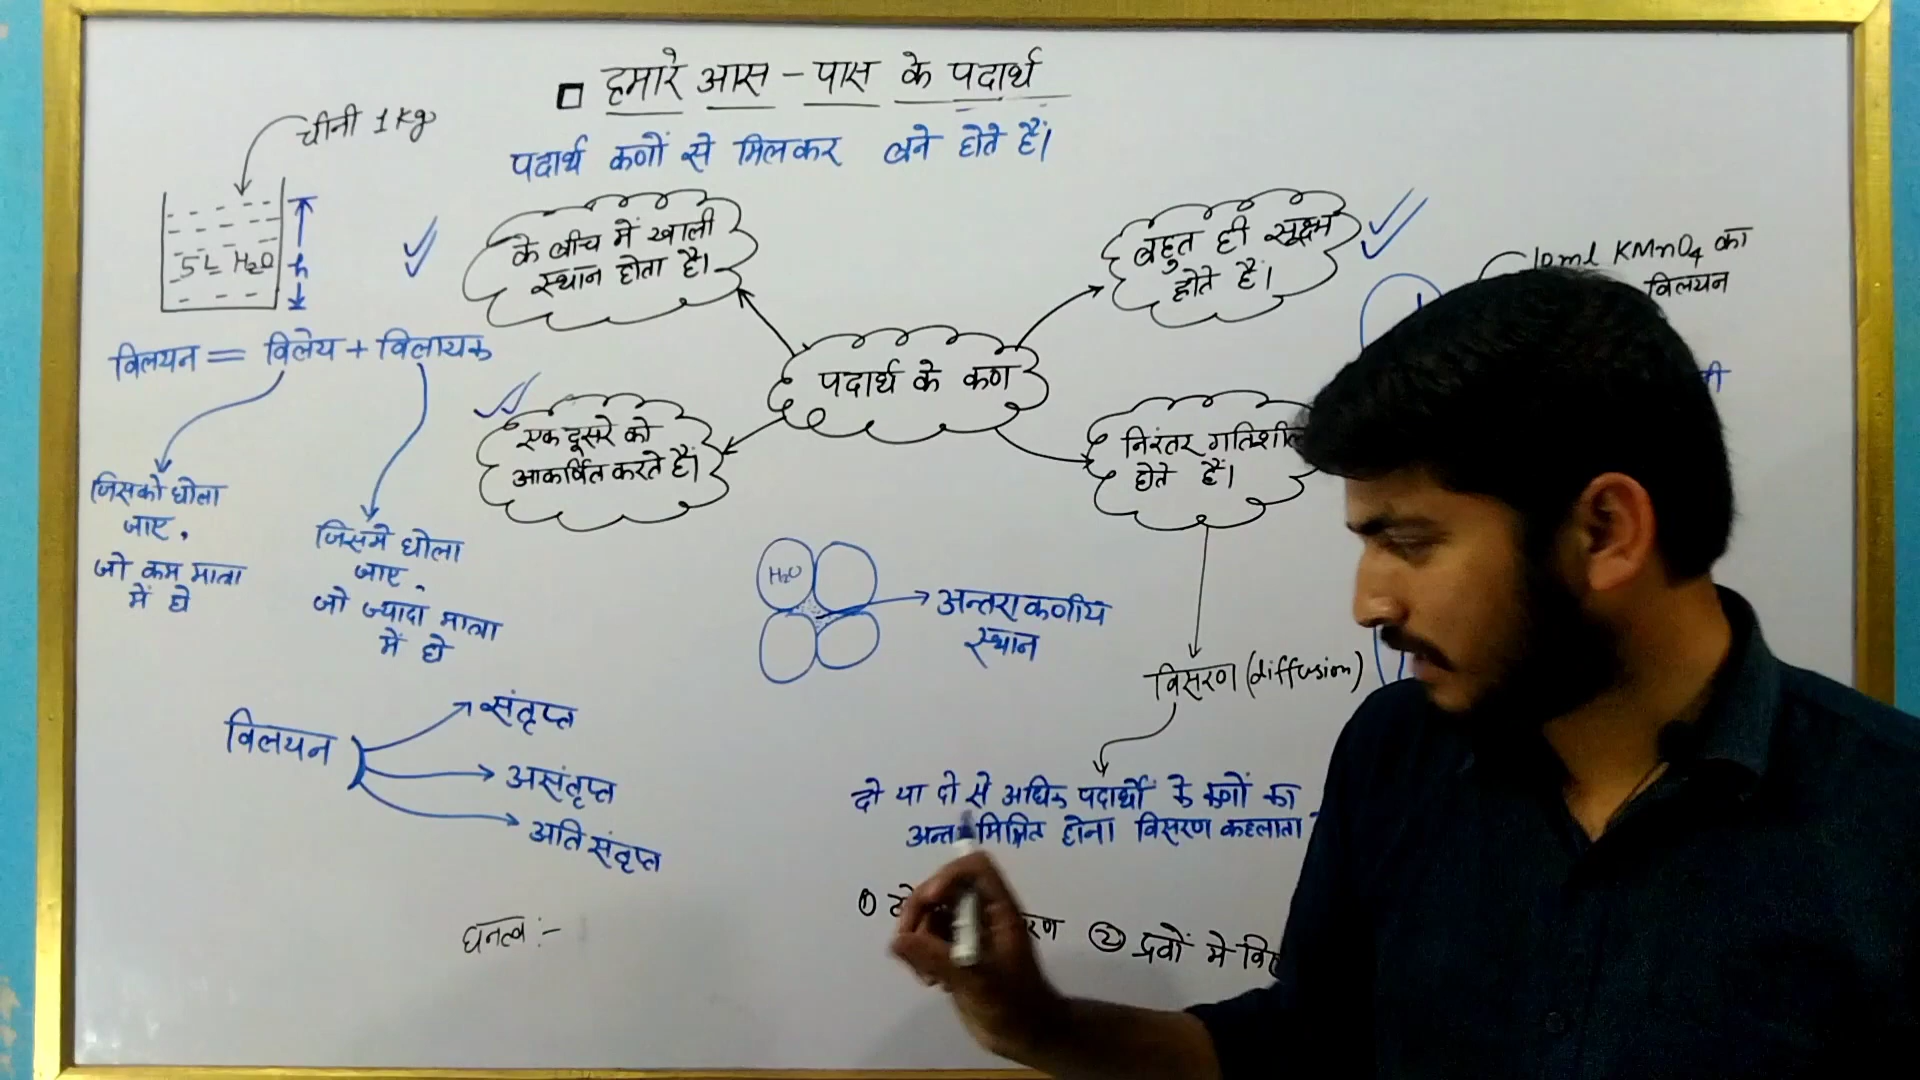 हमारे आस - पास के पदार्थ
पदार्थ कणों से मिलकर बने होते हैं।
चीनी 1 Kg
5L H2O
h
के बीच में खाली
स्थान होता है।
बहुत ही सूक्ष्म
होते हैं।
10ml KMnO4 का
विलयन
विलयन = विलेय + विलायक
पदार्थ के कण
एक दूसरे को
आकर्षित करते हैं।
निरंतर गतिशील
होते हैं।
जिसको घोला
जाए,
जो कम मात्रा
में हो
जिसमे घोला
जाए.
जो ज्यादा मात्रा
में हो
H2O
अन्तराकणीय
स्थान
विसरण (diffusion)
विलयन
संतृप्त
असंतृप्त
अति संतृप्त
दो या दो से अधिक पदार्थों के कणों का
मिश्रित होना विसरण कहलाता
घनत्व :-
①
② द्रवों मे